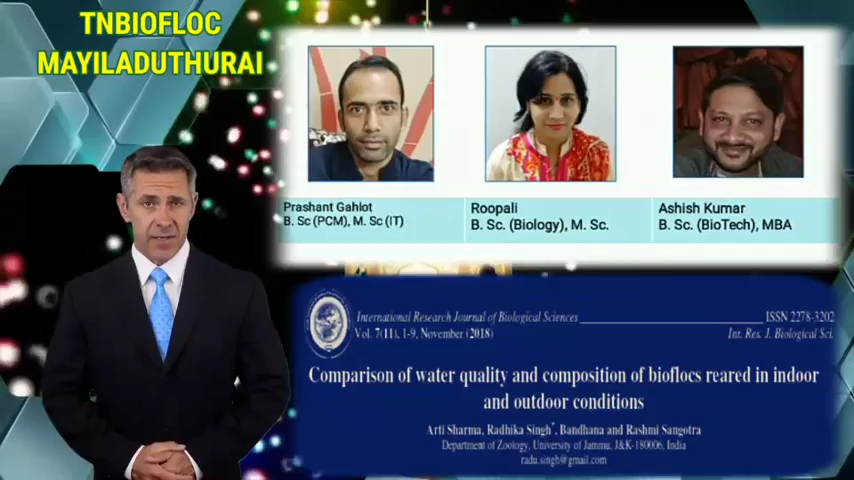 TNBIOFLOC
MAYILADUTHURAI
Prashant Gahlot
B. Sc (PCM), M. Sc (IT)
Roopali
B. Sc. (Biology), M. Sc.
Ashish Kumar
B. Sc. (BioTech), MBA
International Research Journal of Biological Sciences ISSN 2278-3202
Vol. 7(11), 1-9, November (2018) Int. Res. J. Biological Sci.
Comparison of water quality and composition of bioflocs reared in indoor
and outdoor conditions
Arti Sharma, Radhika Singh*, Bandhana and Rashmi Sangotra
Department of Zoology, University of Jammu, J&K-180006, India
radu.singh@gmail.com